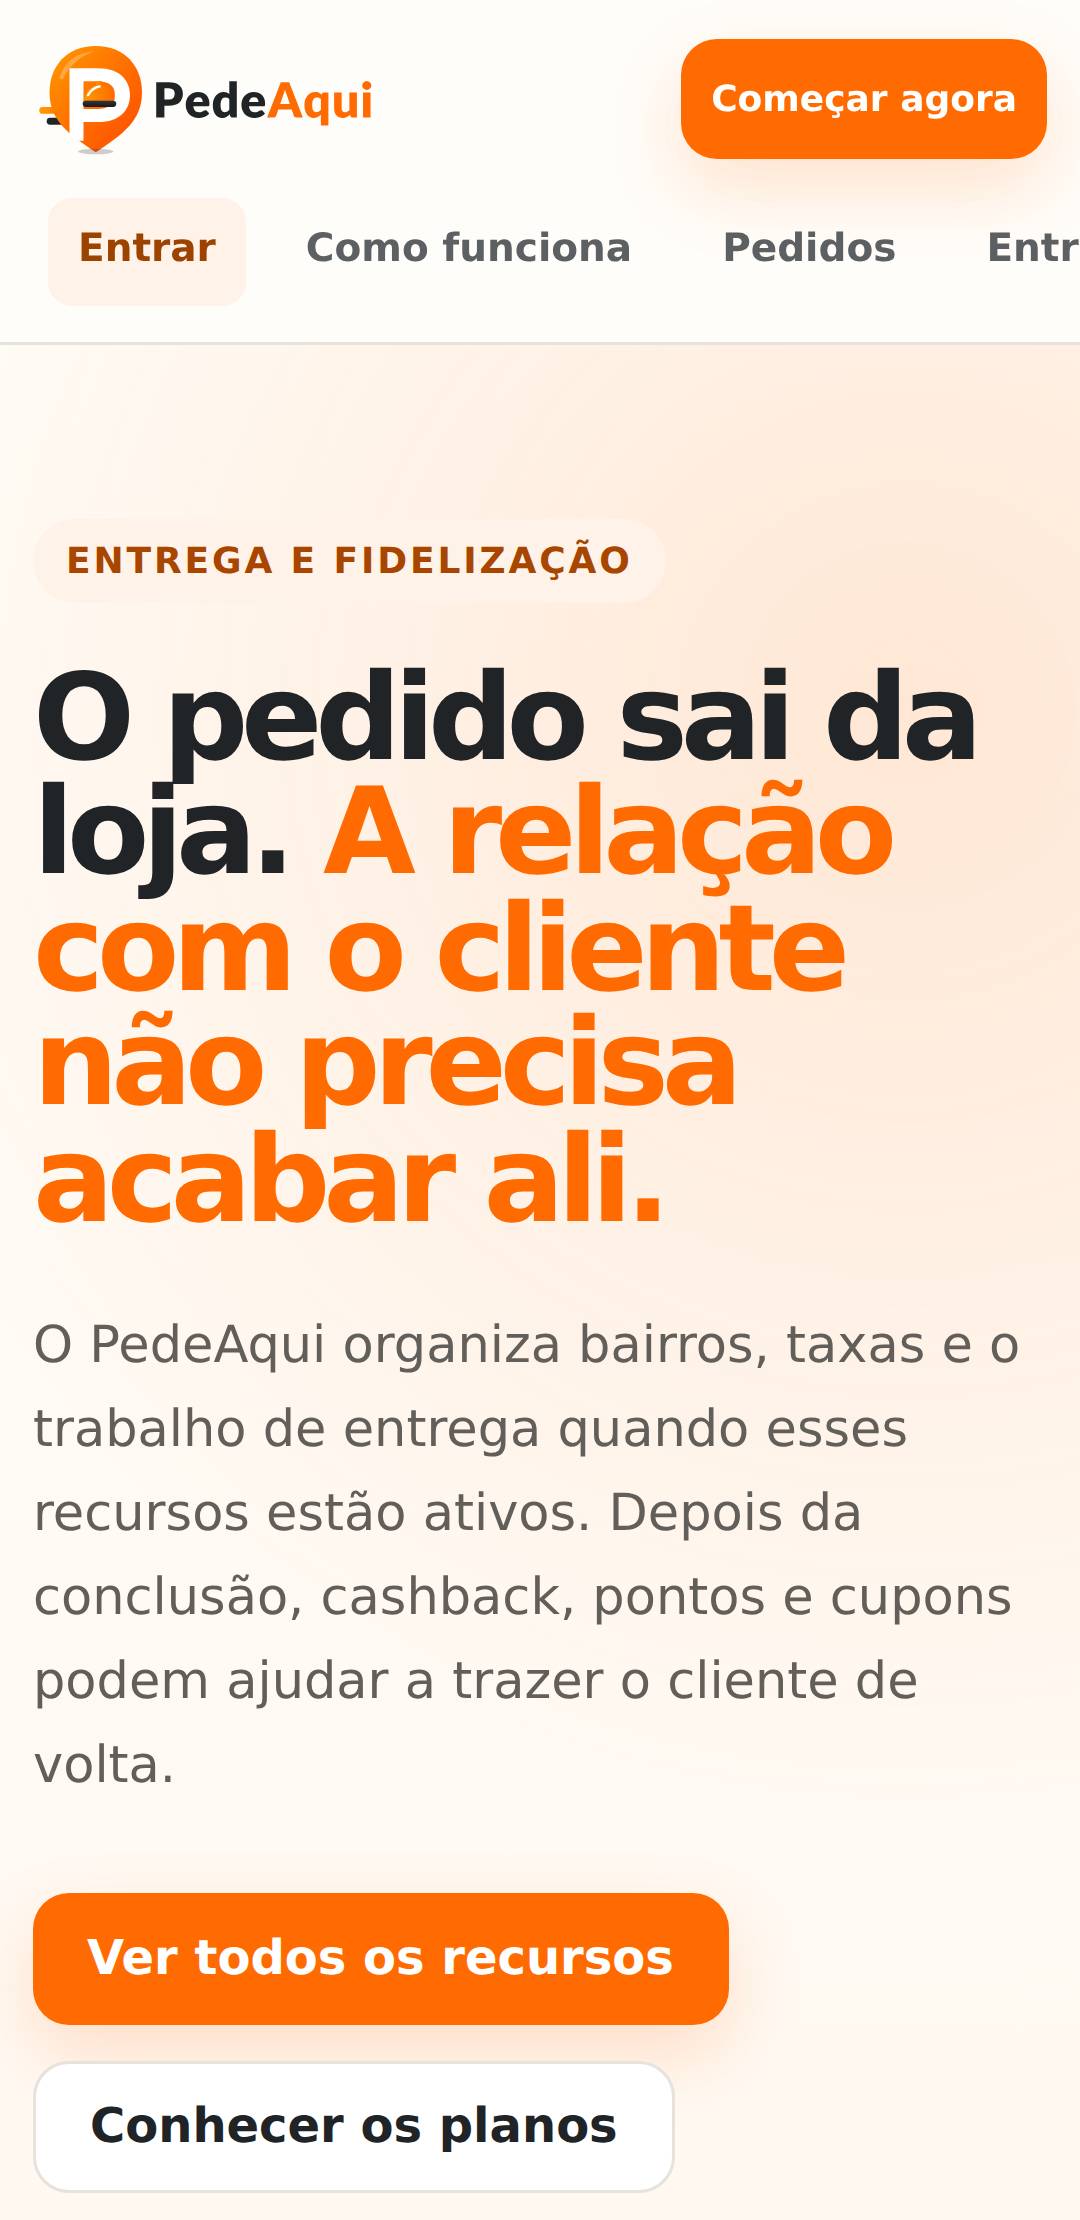 PedeAqui
Começar agora
Entrar Como funciona Pedidos Entr
ENTREGA E FIDELIZAÇÃO
O pedido sai da
loja. A relação
com o cliente
não precisa
acabar ali.
O PedeAqui organiza bairros, taxas e o
trabalho de entrega quando esses
recursos estão ativos. Depois da
conclusão, cashback, pontos e cupons
podem ajudar a trazer o cliente de
volta.
Ver todos os recursos
Conhecer os planos